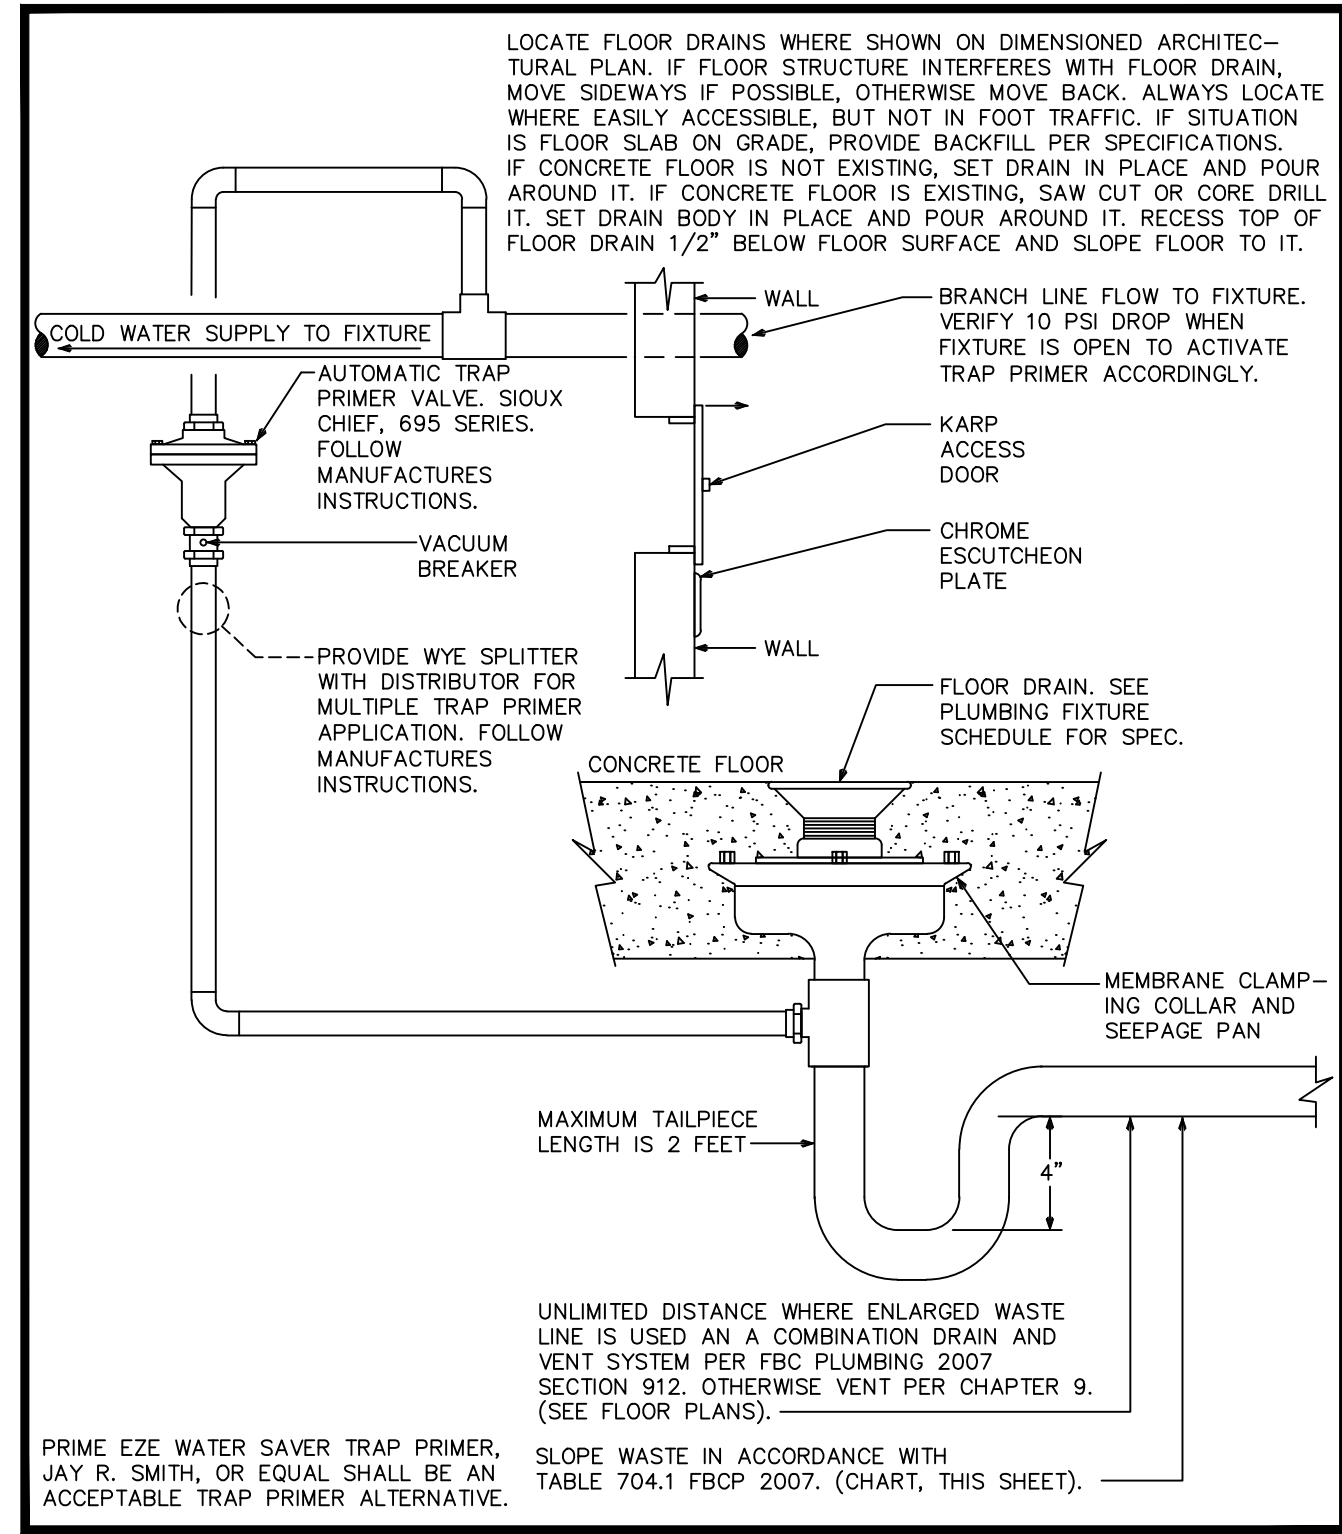 LOCATE FLOOR DRAINS WHERE SHOWN ON DIMENSIONED ARCHITEC-
TURAL PLAN. IF FLOOR STRUCTURE INTERFERES WITH FLOOR DRAIN,
MOVE SIDEWAYS IF POSSIBLE, OTHERWISE MOVE BACK. ALWAYS LOCATE
WHERE EASILY ACCESSIBLE, BUT NOT IN FOOT TRAFFIC. IF SITUATION
IS FLOOR SLAB ON GRADE, PROVIDE BACKFILL PER SPECIFICATIONS.
IF CONCRETE FLOOR IS NOT EXISTING, SET DRAIN IN PLACE AND POUR
AROUND IT. IF CONCRETE FLOOR IS EXISTING, SAW CUT OR CORE DRILL
IT. SET DRAIN BODY IN PLACE AND POUR AROUND IT. RECESS TOP OF
FLOOR DRAIN 1/2" BELOW FLOOR SURFACE AND SLOPE FLOOR TO IT.
WALL
BRANCH LINE FLOW TO FIXTURE.
VERIFY 10 PSI DROP WHEN
FIXTURE IS OPEN TO ACTIVATE
TRAP PRIMER ACCORDINGLY.
COLD WATER SUPPLY TO FIXTURE
AUTOMATIC TRAP
PRIMER VALVE. SIOUX
CHIEF, 695 SERIES.
FOLLOW
MANUFACTURES
INSTRUCTIONS.
KARP
ACCESS
DOOR
VACUUM
BREAKER
CHROME
ESCUTCHEON
PLATE
WALL
PROVIDE WYE SPLITTER
WITH DISTRIBUTOR FOR
MULTIPLE TRAP PRIMER
APPLICATION. FOLLOW
MANUFACTURES
INSTRUCTIONS.
FLOOR DRAIN. SEE
PLUMBING FIXTURE
SCHEDULE FOR SPEC.
CONCRETE FLOOR
MEMBRANE CLAMP-
ING COLLAR AND
SEEPAGE PAN
MAXIMUM TAILPIECE
LENGTH IS 2 FEET
4"
UNLIMITED DISTANCE WHERE ENLARGED WASTE
LINE IS USED AN A COMBINATION DRAIN AND
VENT SYSTEM PER FBC PLUMBING 2007
SECTION 912. OTHERWISE VENT PER CHAPTER 9.
(SEE FLOOR PLANS).
PRIME EZE WATER SAVER TRAP PRIMER,
JAY R. SMITH, OR EQUAL SHALL BE AN
ACCEPTABLE TRAP PRIMER ALTERNATIVE.
SLOPE WASTE IN ACCORDANCE WITH
TABLE 704.1 FBCP 2007. (CHART, THIS SHEET).